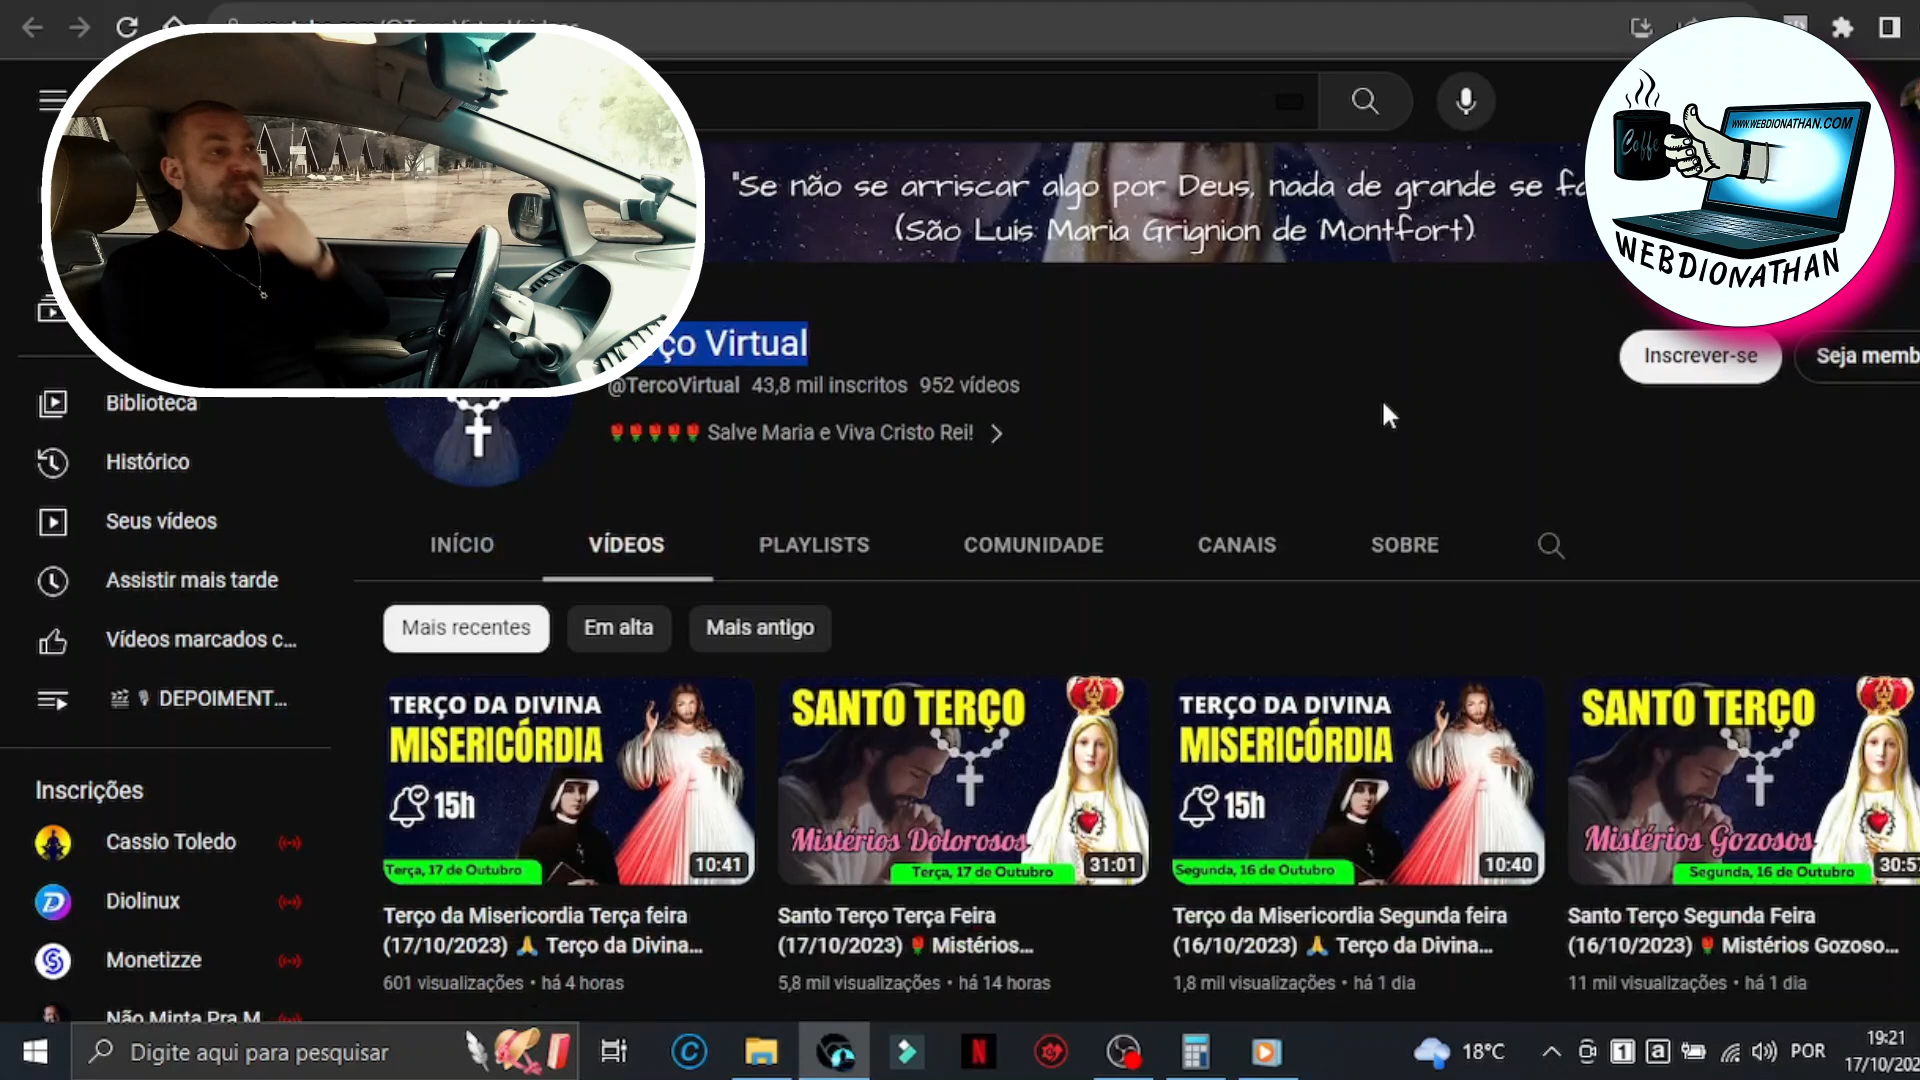 "Se não se arriscar algo por Deus, nada de grande se fa
(São Luis Maria Grignion de Montfort)
Coffe
WWW.WEBDIONATHAN.COM
WEBDIONATHAN
ço Virtual
@TercoVirtual 43,8 mil inscritos 952 vídeos
🌹🌹🌹🌹🌹 Salve Maria e Viva Cristo Rei!
Inscrever-se
Seja memb
Biblioteca
Histórico
Seus vídeos
Assistir mais tarde
Vídeos marcados c...
DEPOIMENT...
Inscrições
Cassio Toledo
Diolinux
Monetizze
Não Minta Pra M
INÍCIO VÍDEOS PLAYLISTS COMUNIDADE CANAIS SOBRE
Mais recentes Em alta Mais antigo
TERÇO DA DIVINA
MISERICÓRDIA
15h
Terça, 17 de Outubro
10:41
Terço da Misericordia Terça feira
(17/10/2023) 🙏 Terço da Divina...
601 visualizações • há 4 horas
SANTO TERÇO
Mistérios Dolorosos
Terça, 17 de Outubro
31:01
Santo Terço Terça Feira
(17/10/2023) 🌹Mistérios...
5,8 mil visualizações • há 14 horas
TERÇO DA DIVINA
MISERICÓRDIA
15h
Segunda, 16 de Outubro
10:40
Terço da Misericordia Segunda feira
(16/10/2023) 🙏 Terço da Divina...
1,8 mil visualizações • há 1 dia
SANTO TERÇO
Mistérios Gozosos
Segunda, 16 de Outubro
30:5
Santo Terço Segunda Feira
(16/10/2023) 🌹Mistérios Gozoso...
11 mil visualizações • há 1 dia
Digite aqui para pesquisar
18°C
POR
19:21
17/10/202